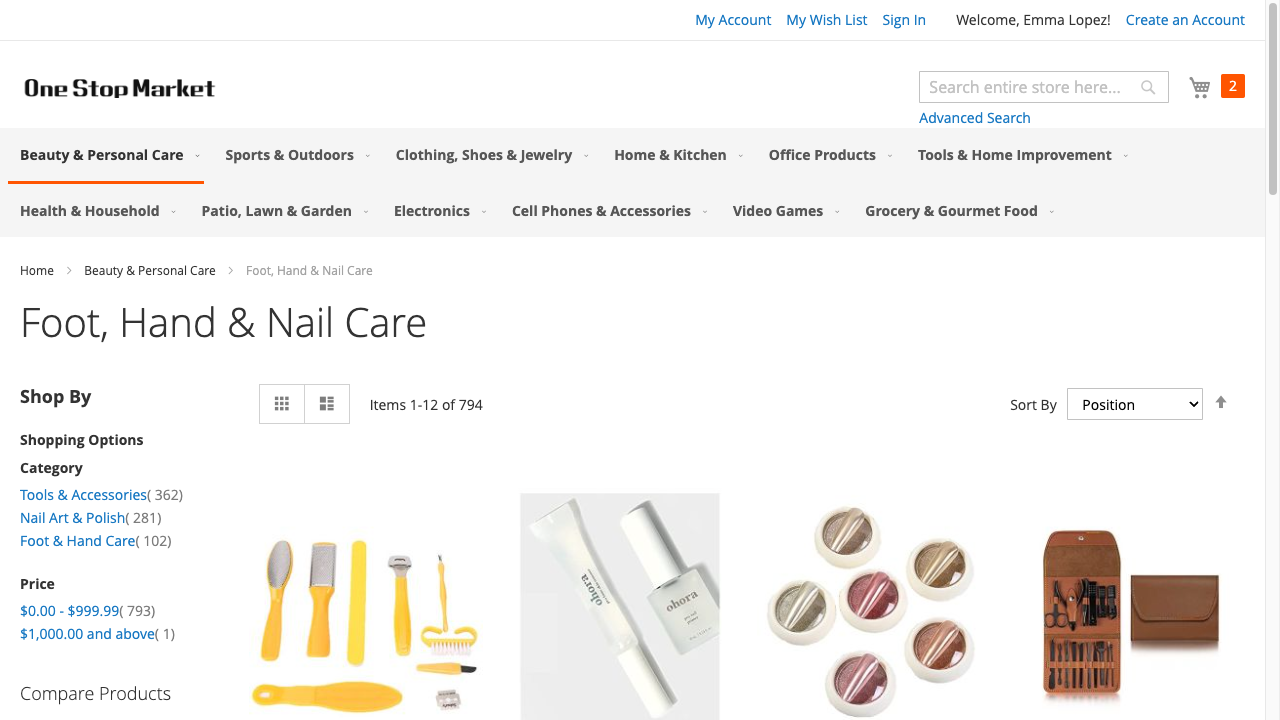 My Account My Wish List Sign In Welcome, Emma Lopez! Create an Account
One Stop Market
Search entire store here...
2
Advanced Search
Beauty & Personal Care Sports & Outdoors Clothing, Shoes & Jewelry Home & Kitchen Office Products Tools & Home Improvement
Health & Household Patio, Lawn & Garden Electronics Cell Phones & Accessories Video Games Grocery & Gourmet Food
Home Beauty & Personal Care Foot, Hand & Nail Care
Foot, Hand & Nail Care
Shop By
Items 1-12 of 794
Sort By Position
Shopping Options
Category
Tools & Accessories( 362)
Nail Art & Polish( 281)
Foot & Hand Care( 102)
Price
$0.00 - $999.99( 793)
$1,000.00 and above( 1)
Compare Products
ohora
ohora